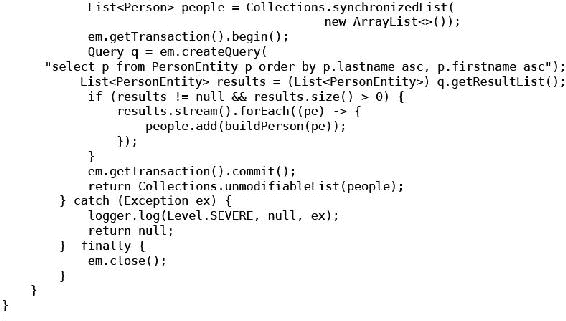 List<Person> people = Collections.synchronizedList(
new ArrayList<>());
em.getTransaction().begin();
Query q = em.createQuery(
"select p from PersonEntity p order by p.lastname asc, p.firstname asc");
List<PersonEntity> results = (List<PersonEntity>) q.getResultList();
if (results != null && results.size() > 0) {
results.stream().forEach((pe) -> {
people.add(buildPerson(pe));
});
}
em.getTransaction().commit();
return Collections.unmodifiableList(people);
} catch (Exception ex) {
logger.log(Level.SEVERE, null, ex);
return null;
}  finally {
em.close();
}
}
}